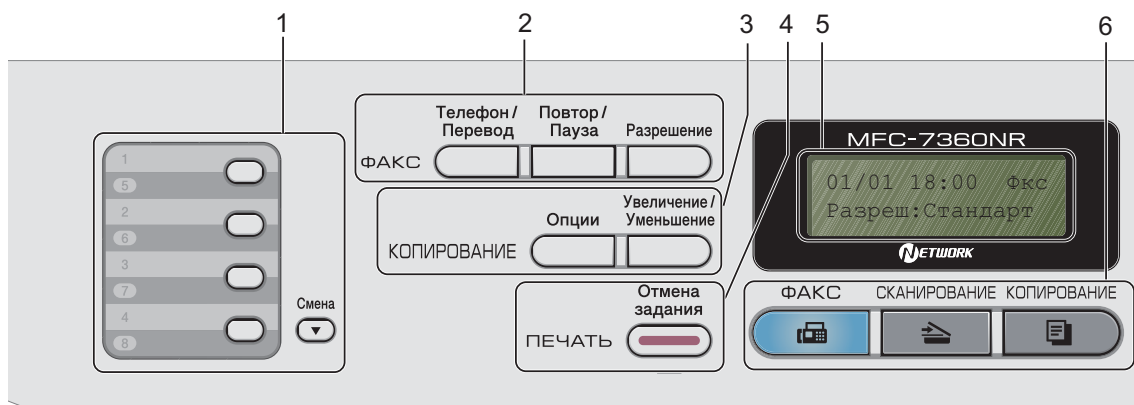 1 2 3 4 5 6
Телефон/ Перевод
Повтор/ Пауза
Разрешение
ФАКС
1
5
2
6
3
7
4
8
Смена
Опции
Увеличение/ Уменьшение
КОПИРОВАНИЕ
Отмена задания
ПЕЧАТЬ
MFC-7360NR
01/01 18:00 Фкс
Разреш:Стандарт
NETWORK
ФАКС СКАНИРОВАНИЕ КОПИРОВАНИЕ